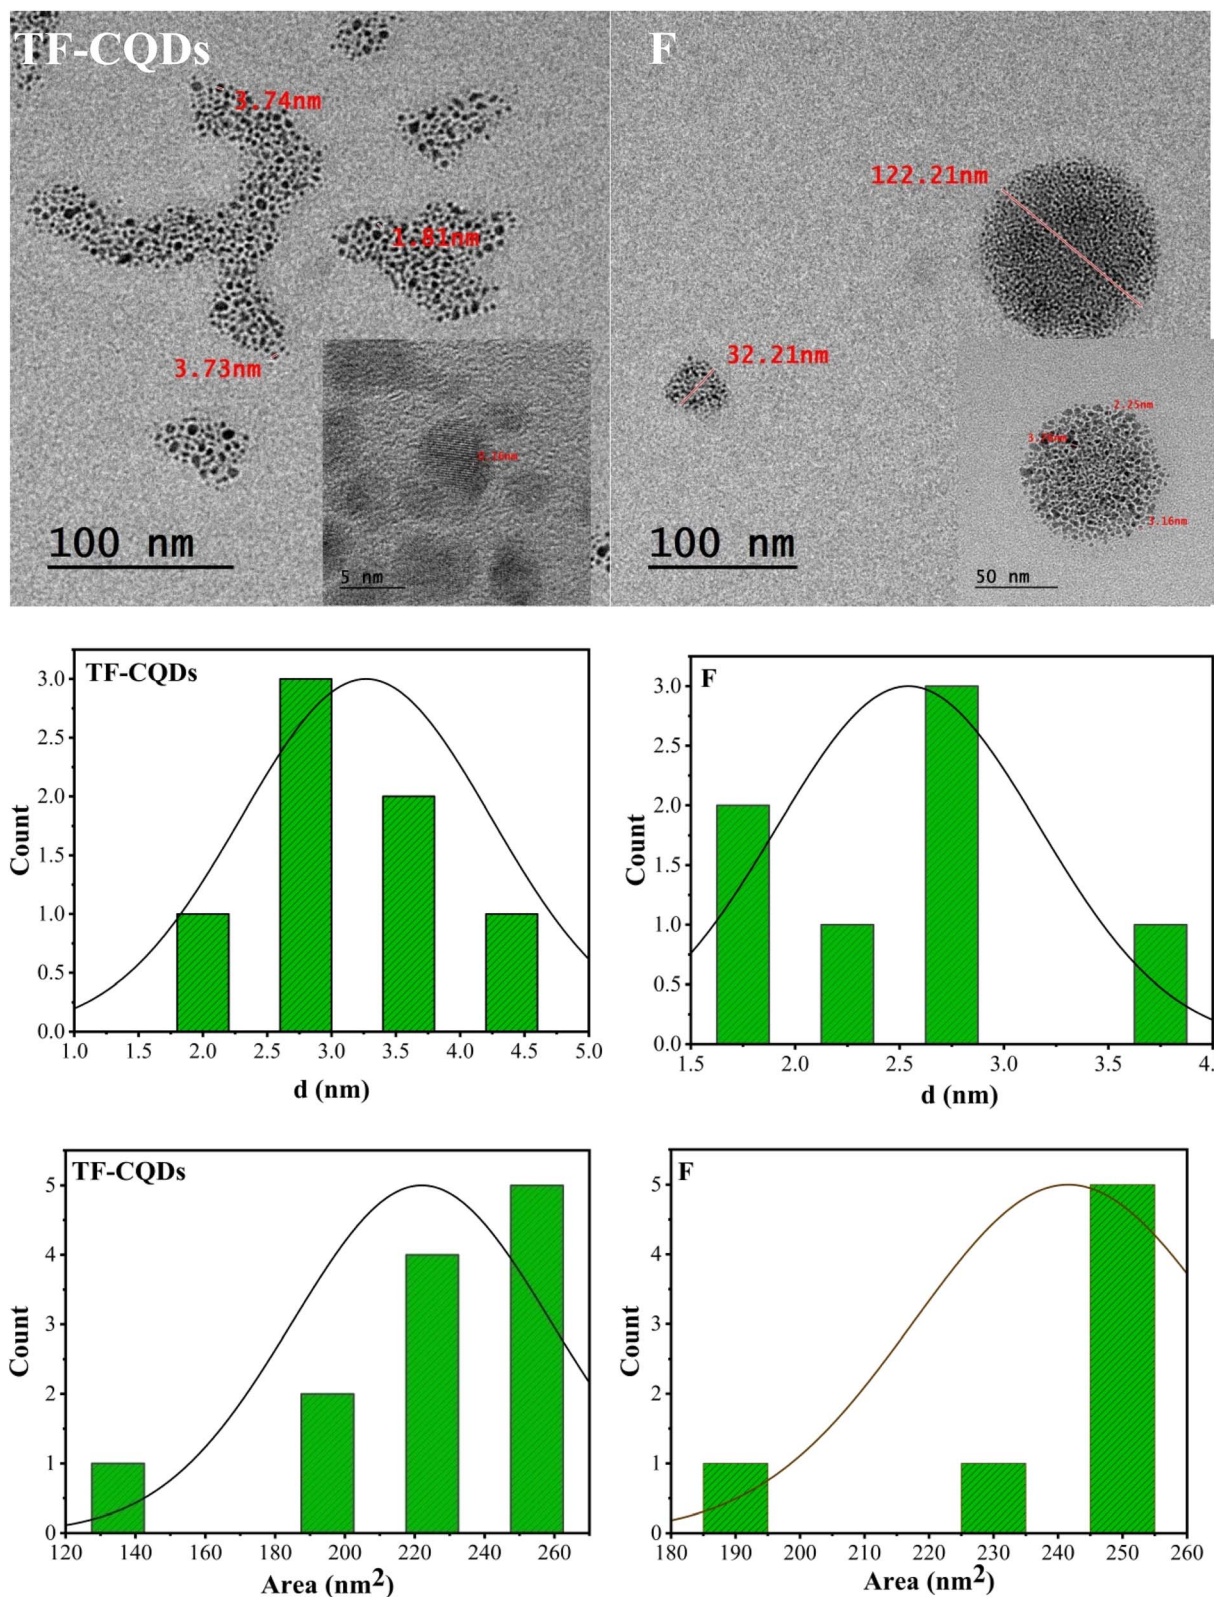 TF-CQDs
F
3.74nm
122.21nm
1.81nm
32.21nm
3.73nm
2.25nm
3.16nm
100 nm
5 nm
100 nm
50 nm
TF-CQDs
Count
3.0
2.5
2.0
1.5
1.0
0.5
0.0
1.0 1.5 2.0 2.5 3.0 3.5 4.0 4.5 5.0
d (nm)
F
Count
3.0
2.5
2.0
1.5
1.0
0.5
0.0
1.5 2.0 2.5 3.0 3.5 4.
d (nm)
TF-CQDs
Count
5
4
3
2
1
0
120 140 160 180 200 220 240 260
Area (nm²)
F
Count
5
4
3
2
1
0
180 190 200 210 220 230 240 250 260
Area (nm²)